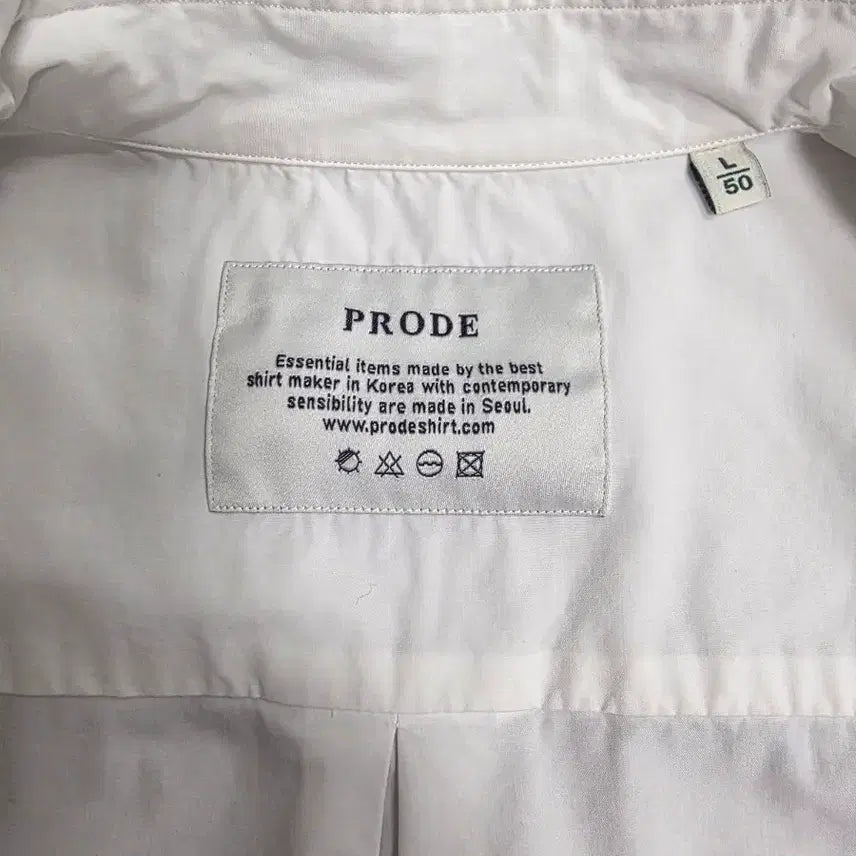 L
50
PRODE
Essential items made by the best
shirt maker in Korea with contemporary
sensibility are made in Seoul.
www.prodeshirt.com